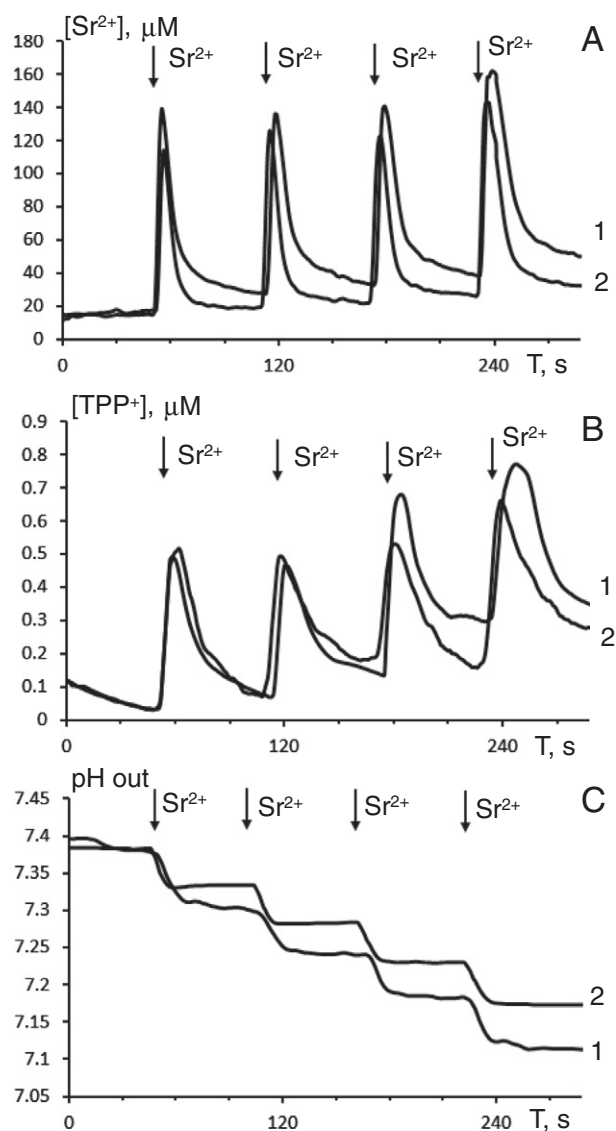 [Sr²⁺], μM
A
180
Sr²⁺ Sr²⁺ Sr²⁺ Sr²⁺
160
140
120
100
80
60
1
40
2
20
0
0 120 240
T, s
[TPP⁺], μM
B
0.9
Sr²⁺
0.8
Sr²⁺ Sr²⁺ Sr²⁺
0.7
0.6
0.5
0.4
1
0.3
2
0.2
0.1
0
0 120 240
T, s
pH out
C
7.45
Sr²⁺ Sr²⁺ Sr²⁺ Sr²⁺
7.4
7.35
7.3
7.25
7.2
2
7.15
1
7.1
7.05
0 120 240 T, s